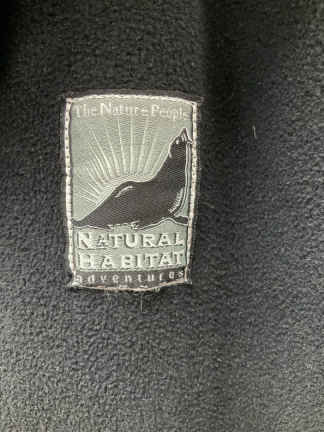 The Nature People
NATURAL
HABITAT
adventures